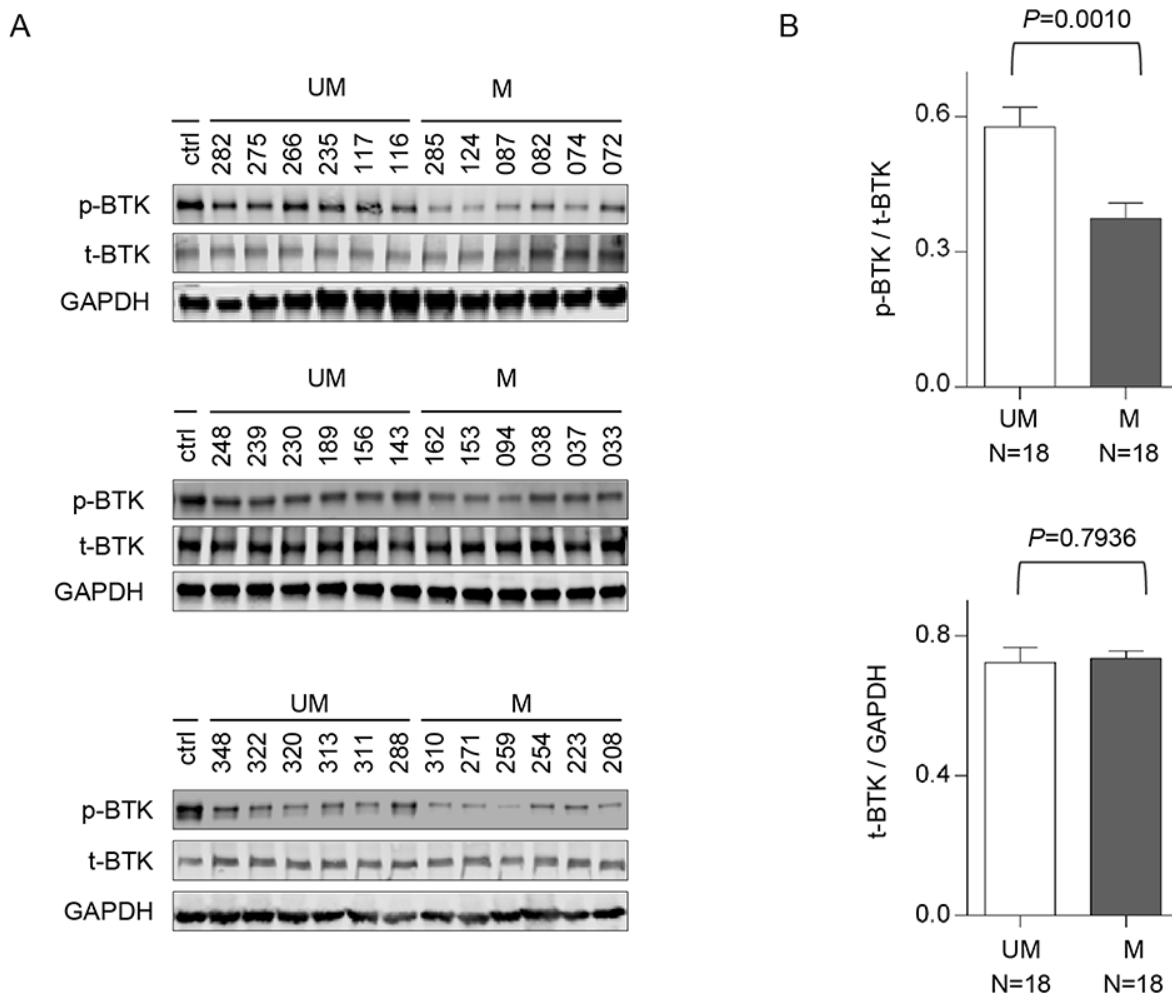 A
UM M
ctrl 282 275 266 235 117 116 285 124 087 082 074 072
p-BTK
t-BTK
GAPDH
UM M
ctrl 248 239 230 189 156 143 162 153 094 038 037 033
p-BTK
t-BTK
GAPDH
UM M
ctrl 348 322 320 313 311 288 310 271 259 254 223 208
p-BTK
t-BTK
GAPDH
B
P=0.0010
p-BTK / t-BTK
0.6
0.3
0.0
UM M
N=18 N=18
P=0.7936
t-BTK / GAPDH
0.8
0.4
0.0
UM M
N=18 N=18